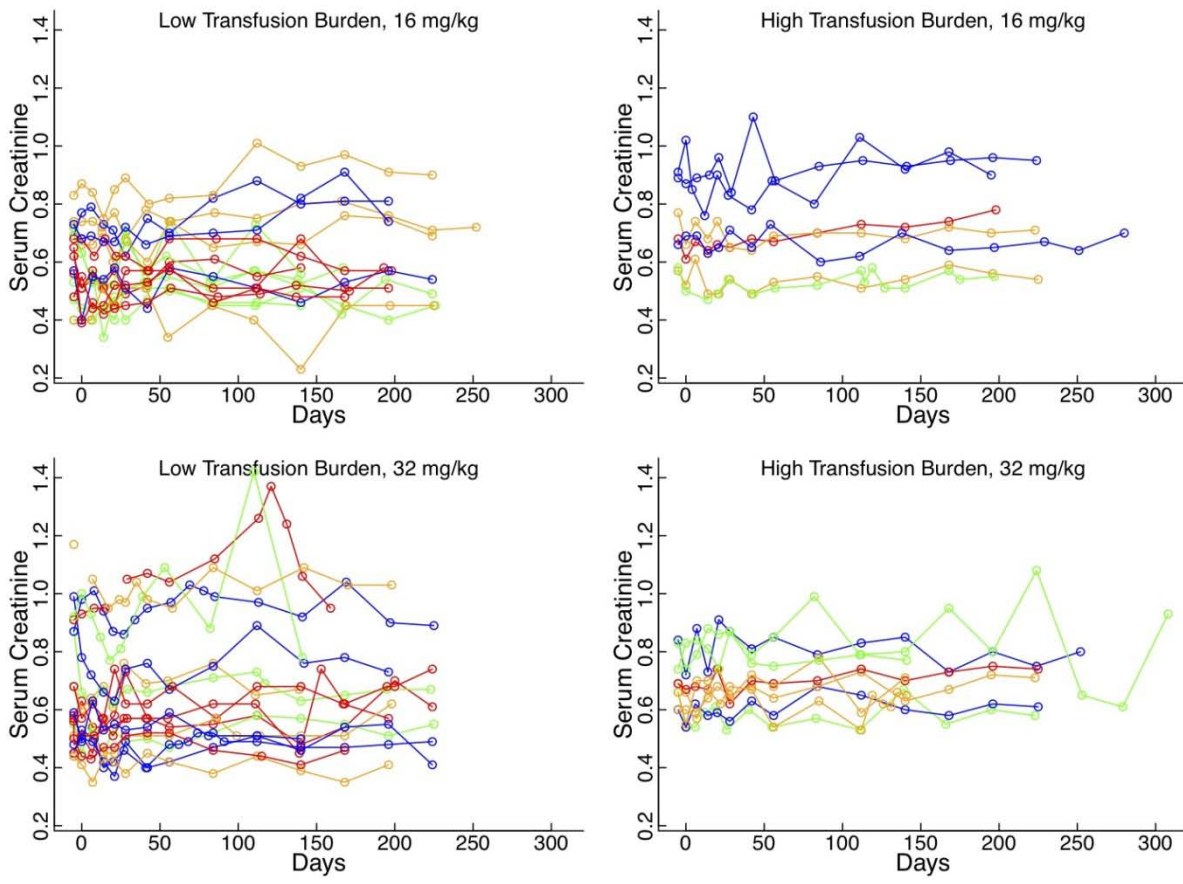 Low Transfusion Burden, 16 mg/kg
Serum Creatinine
1.4
1.2
1.0
0.8
0.6
0.4
0.2
0 50 100 150 200 250 300
Days
High Transfusion Burden, 16 mg/kg
Serum Creatinine
1.4
1.2
1.0
0.8
0.6
0.4
0.2
0 50 100 150 200 250 300
Days
Low Transfusion Burden, 32 mg/kg
Serum Creatinine
1.4
1.2
1.0
0.8
0.6
0.4
0.2
0 50 100 150 200 250 300
Days
High Transfusion Burden, 32 mg/kg
Serum Creatinine
1.4
1.2
1.0
0.8
0.6
0.4
0.2
0 50 100 150 200 250 300
Days